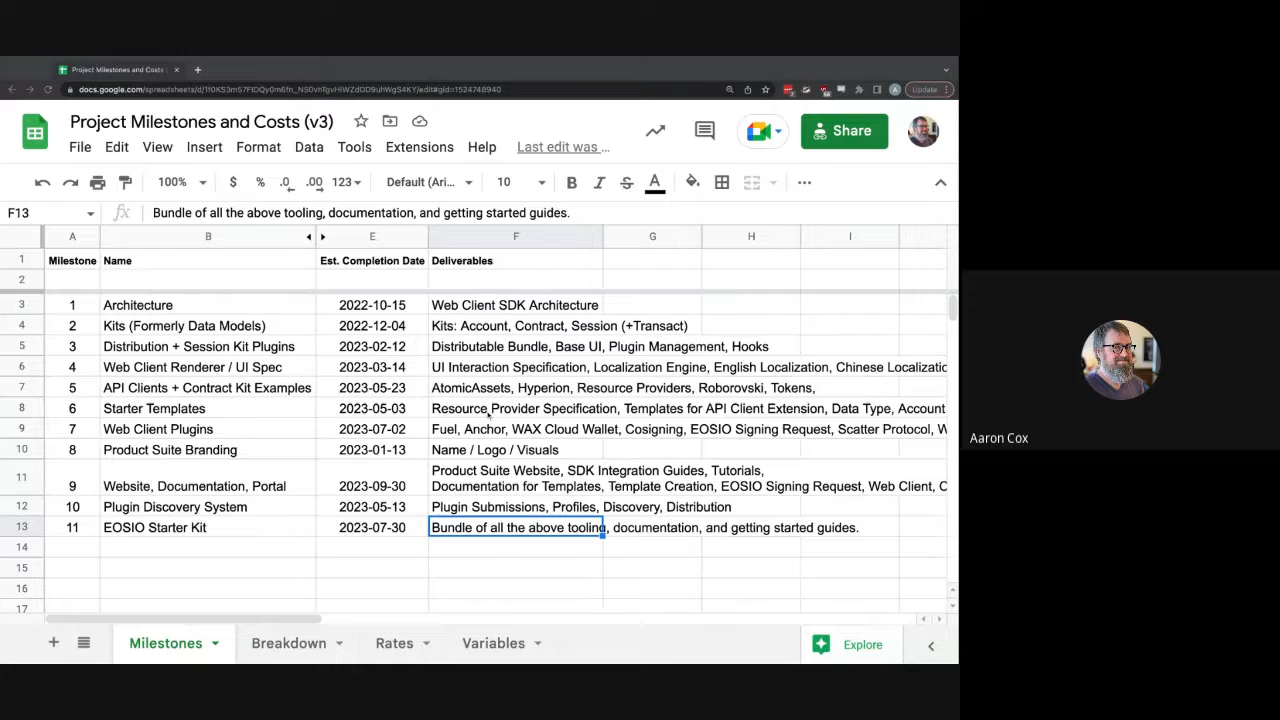 Project Milestones and Costs
docs.google.com/spreadsheets/
Update
Project Milestones and Costs (v3)
File Edit View Insert Format Data Tools Extensions Help Last edit was ...
Share
100% $ % .0 .00 123 Default (Ari... 10 B I S A
F13 fx Bundle of all the above tooling, documentation, and getting started guides.
A B E F G H I
1 Milestone Name Est. Completion Date Deliverables
2
3 1 Architecture 2022-10-15 Web Client SDK Architecture
4 2 Kits (Formerly Data Models) 2022-12-04 Kits: Account, Contract, Session (+Transact)
5 3 Distribution + Session Kit Plugins 2023-02-12 Distributable Bundle, Base UI, Plugin Management, Hooks
6 4 Web Client Renderer / UI Spec 2023-03-14 UI Interaction Specification, Localization Engine, English Localization, Chinese Localizatio
7 5 API Clients + Contract Kit Examples 2023-05-23 AtomicAssets, Hyperion, Resource Providers, Roborovski, Tokens,
8 6 Starter Templates 2023-05-03 Resource Provider Specification, Templates for API Client Extension, Data Type, Account
9 7 Web Client Plugins 2023-07-02 Fuel, Anchor, WAX Cloud Wallet, Cosigning, EOSIO Signing Request, Scatter Protocol, W
10 8 Product Suite Branding 2023-01-13 Name / Logo / Visuals
Product Suite Website, SDK Integration Guides, Tutorials,
11 9 Website, Documentation, Portal 2023-09-30 Documentation for Templates, Template Creation, EOSIO Signing Request, Web Client, C
12 10 Plugin Discovery System 2023-05-13 Plugin Submissions, Profiles, Discovery, Distribution
13 11 EOSIO Starter Kit 2023-07-30 Bundle of all the above tooling, documentation, and getting started guides.
14
15
16
17
Milestones Breakdown Rates Variables Explore
Aaron Cox